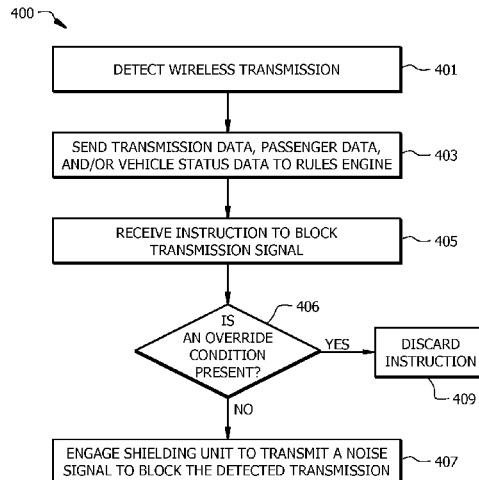 400
DETECT WIRELESS TRANSMISSION
401
SEND TRANSMISSION DATA, PASSENGER DATA,
AND/OR VEHICLE STATUS DATA TO RULES ENGINE
403
RECEIVE INSTRUCTION TO BLOCK
TRANSMISSION SIGNAL
405
406
IS
AN OVERRIDE
CONDITION
PRESENT?
YES
DISCARD
INSTRUCTION
409
NO
ENGAGE SHIELDING UNIT TO TRANSMIT A NOISE
SIGNAL TO BLOCK THE DETECTED TRANSMISSION
407